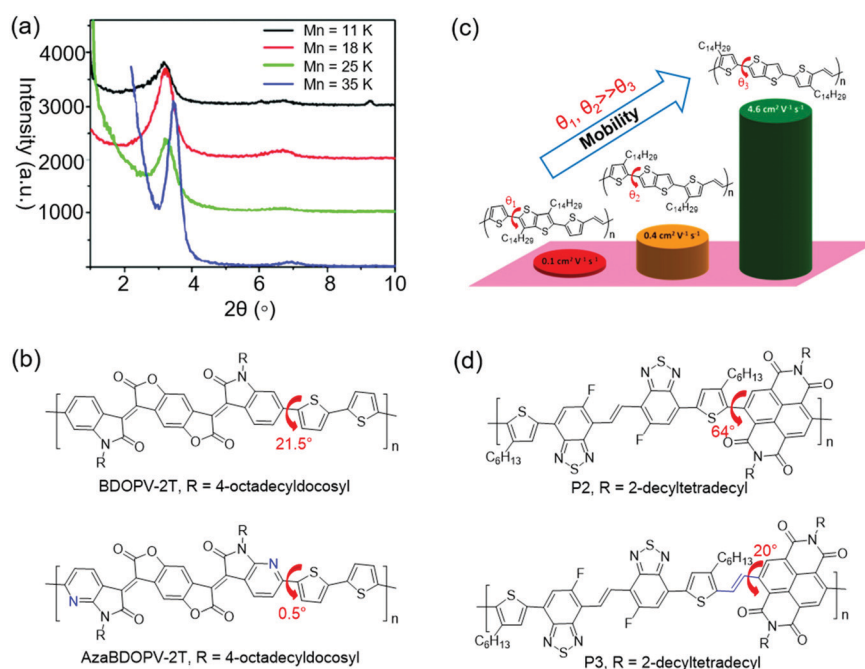 (a)
Mn = 11 K
Mn = 18 K
Mn = 25 K
Mn = 35 K
Intensity (a.u.)
4000
3000
2000
1000
2 4 6 8 10
2θ (○)
(c)
θ₁, θ₂>>θ₃
Mobility
C₁₄H₂₉
S
S
S
S
θ₃
C₁₄H₂₉
n
4.6 cm² V⁻¹ s⁻¹
C₁₄H₂₉
S
S
S
S
θ₂
C₁₄H₂₉
n
0.4 cm² V⁻¹ s⁻¹
θ₁
C₁₄H₂₉
S
S
S
S
C₁₄H₂₉
n
0.1 cm² V⁻¹ s⁻¹
(b)
R
O
O
O
N
S
S
N
O
O
O
R
21.5°
n
BDOPV-2T, R = 4-octadecyldocosyl
R
O
O
O
N
N
S
S
N
N
O
O
O
R
0.5°
n
AzaBDOPV-2T, R = 4-octadecyldocosyl
(d)
S
N
N
F
C₆H₁₃
R
O
N
O
S
S
C₆H₁₃
N
N
S
F
64°
O
N
O
R
n
P2, R = 2-decyltetradecyl
S
N
N
F
C₆H₁₃
20°
R
O
N
O
S
S
C₆H₁₃
N
N
S
F
O
N
O
R
n
P3, R = 2-decyltetradecyl